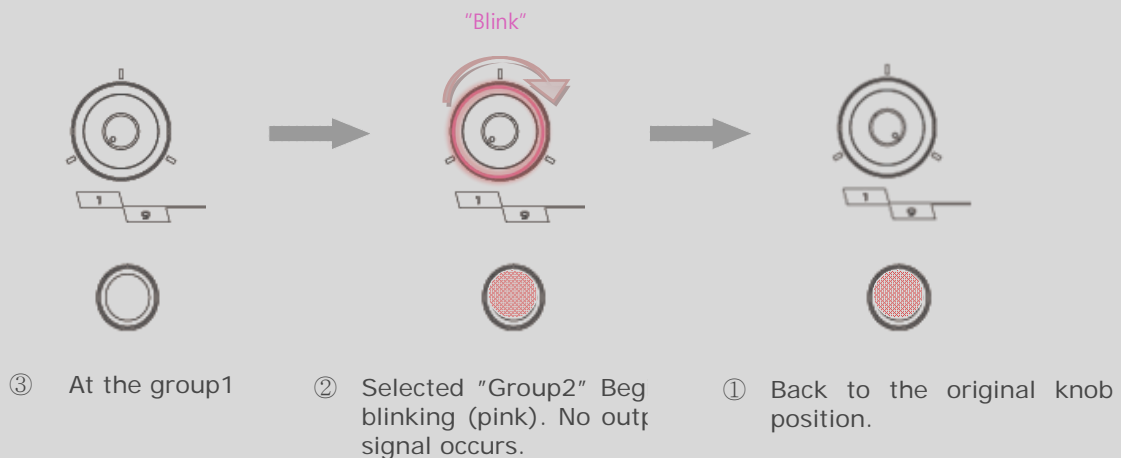 "Blink"
1
9
1
9
1
9
③ At the group1
② Selected "Group2" Beg
blinking (pink). No outp
signal occurs.
① Back to the original knob
position.